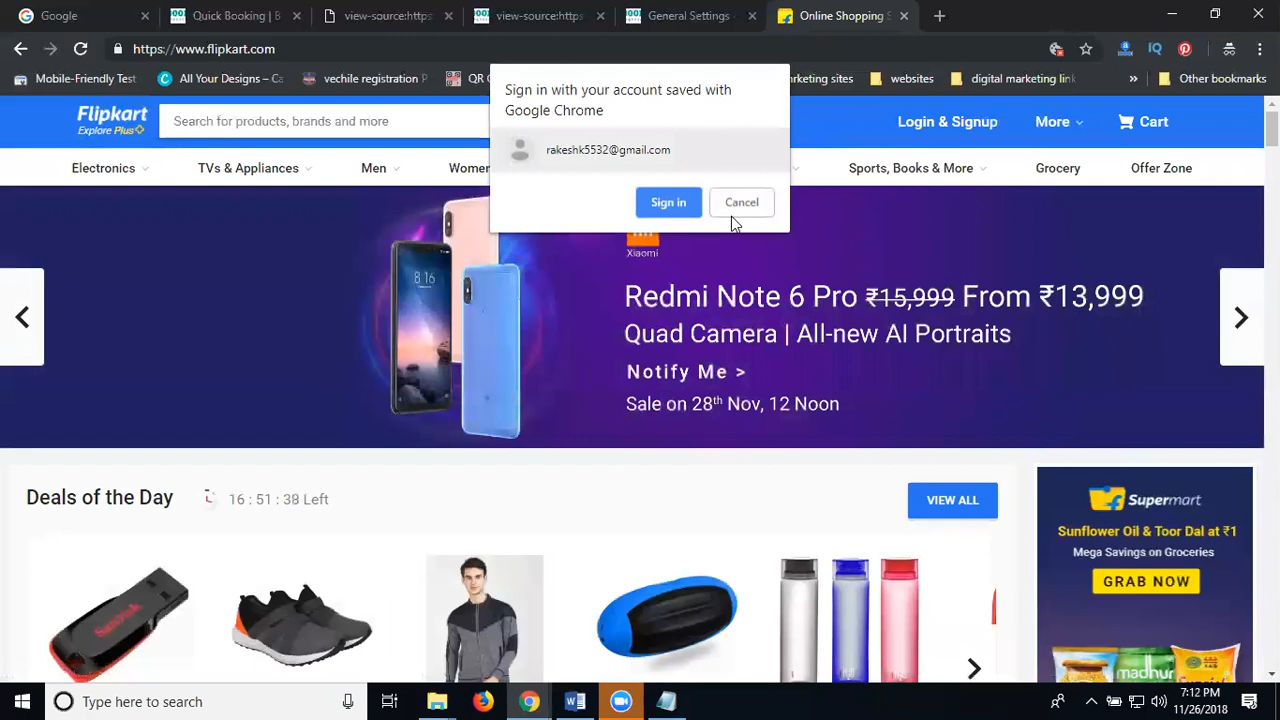 Google
Quick Booking | B
view-source:https:
view-source:https:
General Settings
Online Shopping S
https://www.flipkart.com
IQ
Mobile-Friendly Test
All Your Designs – Ca
vechile registration F
QR C
marketing sites
websites
digital marketing link
Other bookmarks
Sign in with your account saved with
Google Chrome
rakeshk5532@gmail.com
Sign in
Cancel
Flipkart
Explore Plus
Search for products, brands and more
Login & Signup
More
Cart
Electronics
TVs & Appliances
Men
Women
Sports, Books & More
Grocery
Offer Zone
Xiaomi
8:16
Redmi Note 6 Pro ₹15,999 From ₹13,999
Quad Camera | All-new AI Portraits
Notify Me >
Sale on 28th Nov, 12 Noon
Deals of the Day
16 : 51 : 38 Left
VIEW ALL
Supermart
Sunflower Oil & Toor Dal at ₹1
Mega Savings on Groceries
GRAB NOW
SanDisk
madhur
Type here to search
7:12 PM
11/26/2018